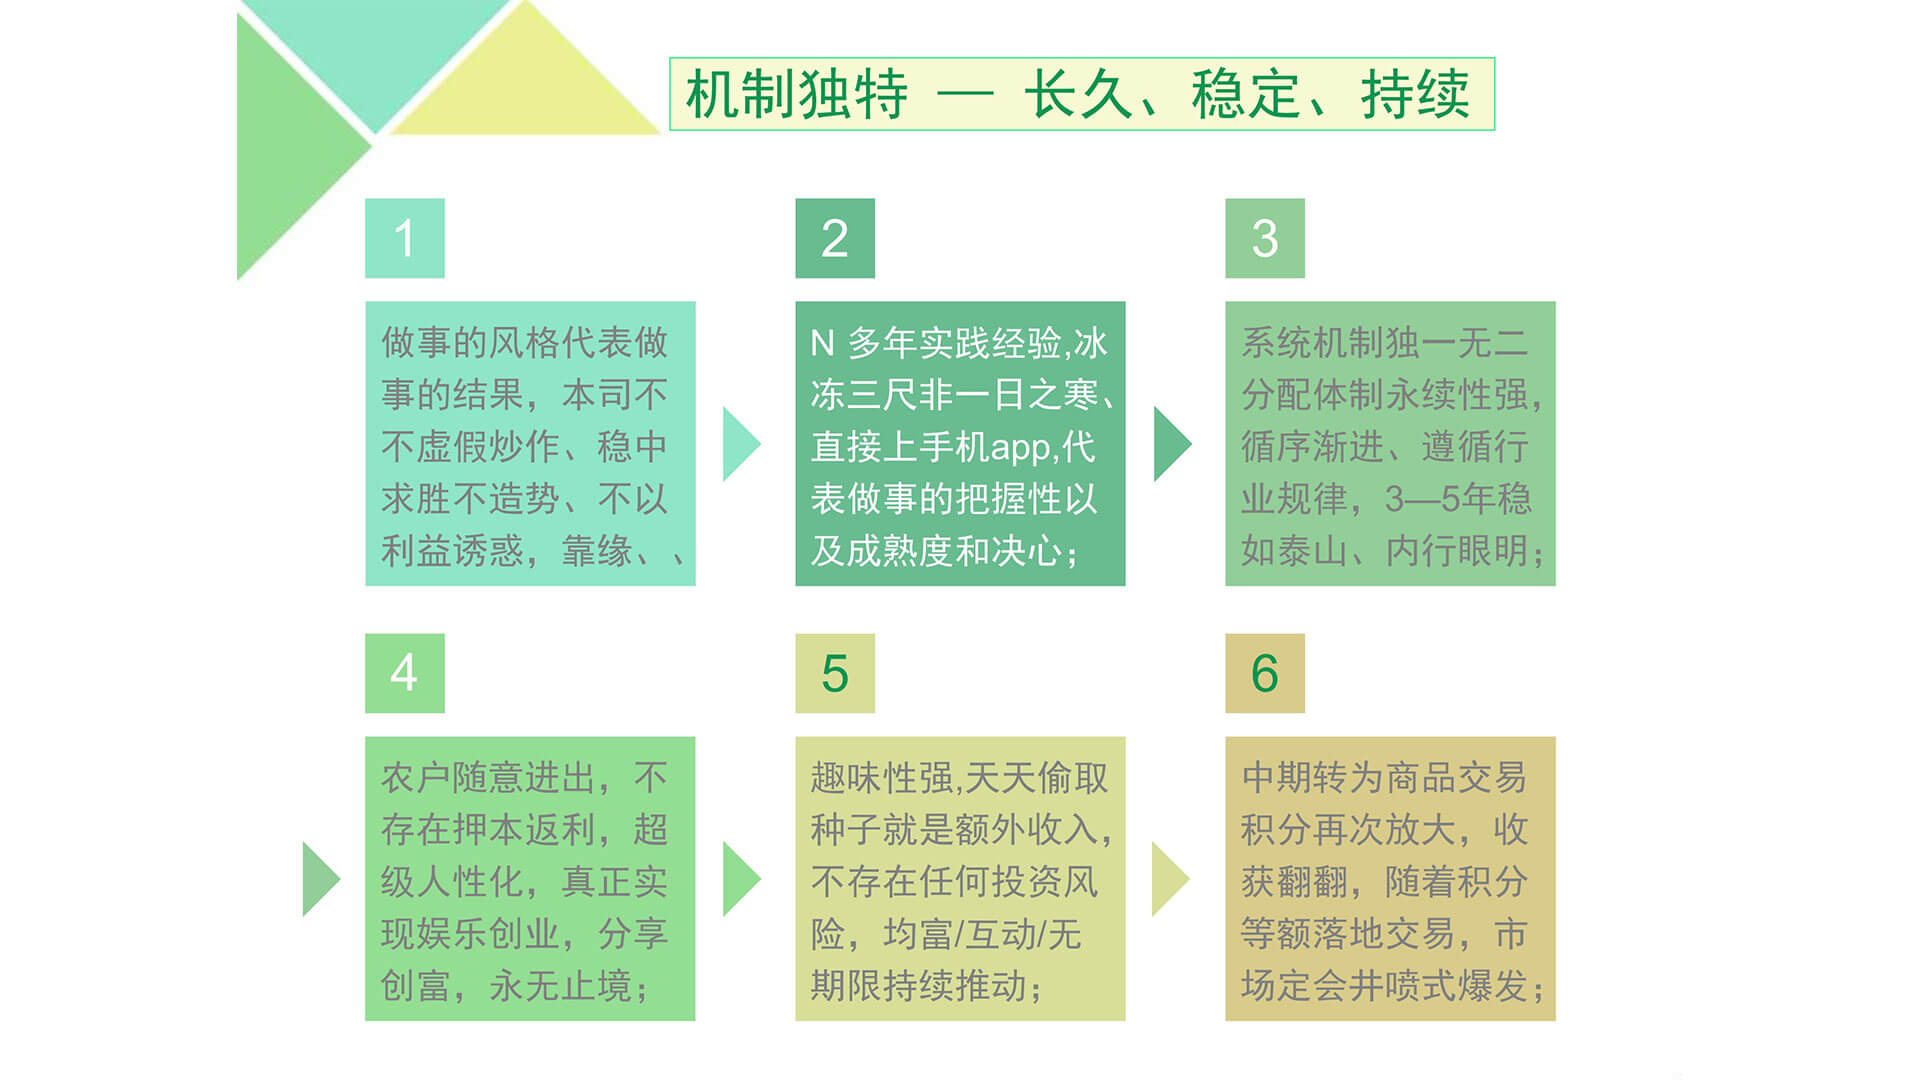 机制独特 — 长久、稳定、持续
1
做事的风格代表做
事的结果，本司不
不虚假炒作、稳中
求胜不造势、不以
利益诱惑，靠缘、、
2
N 多年实践经验,冰
冻三尺非一日之寒、
直接上手机app,代
表做事的把握性以
及成熟度和决心；
3
系统机制独一无二
分配体制永续性强，
循序渐进、遵循行
业规律，3—5年稳
如泰山、内行眼明；
4
农户随意进出，不
存在押本返利，超
级人性化，真正实
现娱乐创业，分享
创富，永无止境；
5
趣味性强,天天偷取
种子就是额外收入，
不存在任何投资风
险，均富/互动/无
期限持续推动；
6
中期转为商品交易
积分再次放大，收
获翻翻，随着积分
等额落地交易，市
场定会井喷式爆发；